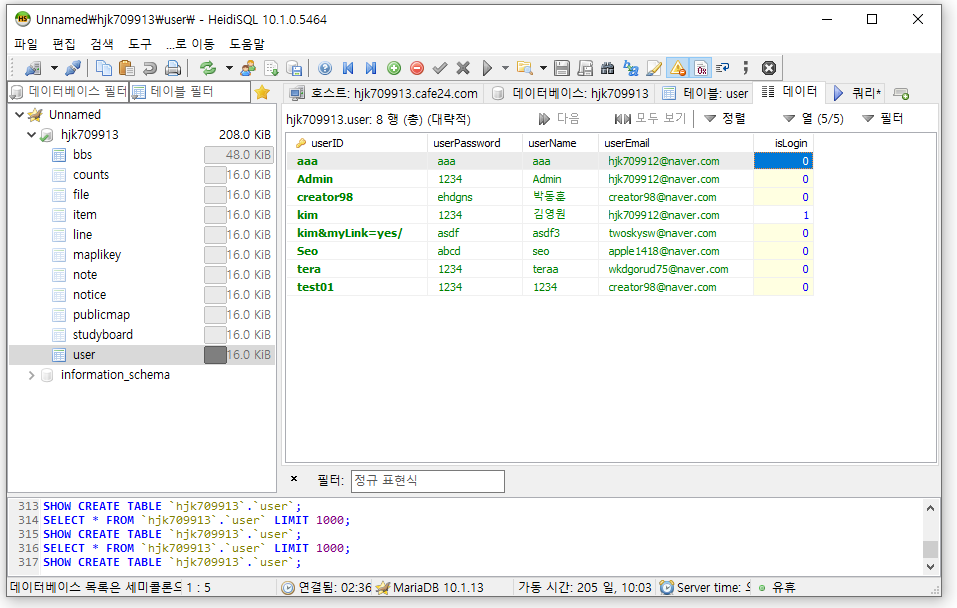 Unnamed₩hjk709913₩user₩ - HeidiSQL 10.1.0.5464
파일 편집 검색 도구 ...로 이동 도움말
데이터베이스 필터 테이블 필터
호스트: hjk709913.cafe24.com 데이터베이스: hjk709913 테이블: user 데이터 쿼리*
Unnamed
hjk709913 208.0 KiB
bbs 48.0 KiB
counts 16.0 KiB
file 16.0 KiB
item 16.0 KiB
line 16.0 KiB
maplikey 16.0 KiB
note 16.0 KiB
notice 16.0 KiB
publicmap 16.0 KiB
studyboard 16.0 KiB
user 16.0 KiB
information_schema
hjk709913.user: 8 행 (총) (대략적) 다음 모두 보기 정렬 열 (5/5) 필터
userID userPassword userName userEmail isLogin
aaa aaa aaa hjk709912@naver.com 0
Admin 1234 Admin hjk709912@naver.com 0
creator98 ehdgns 박동훈 creator98@naver.com 0
kim 1234 김영원 hjk709912@naver.com 1
kim&myLink=yes/ asdf asdf3 twoskysw@naver.com 0
Seo abcd seo apple1418@naver.com 0
tera 1234 teraa wkdgorud75@naver.com 0
test01 1234 1234 creator98@naver.com 0
× 필터: 정규 표현식
313 SHOW CREATE TABLE `hjk709913`.`user`;
314 SELECT * FROM `hjk709913`.`user` LIMIT 1000;
315 SHOW CREATE TABLE `hjk709913`.`user`;
316 SELECT * FROM `hjk709913`.`user` LIMIT 1000;
317 SHOW CREATE TABLE `hjk709913`.`user`;
데이터베이스 목록은 세미콜론으 1 : 5 연결됨: 02:36 MariaDB 10.1.13 가동 시간: 205 일, 10:03 Server time: 유휴